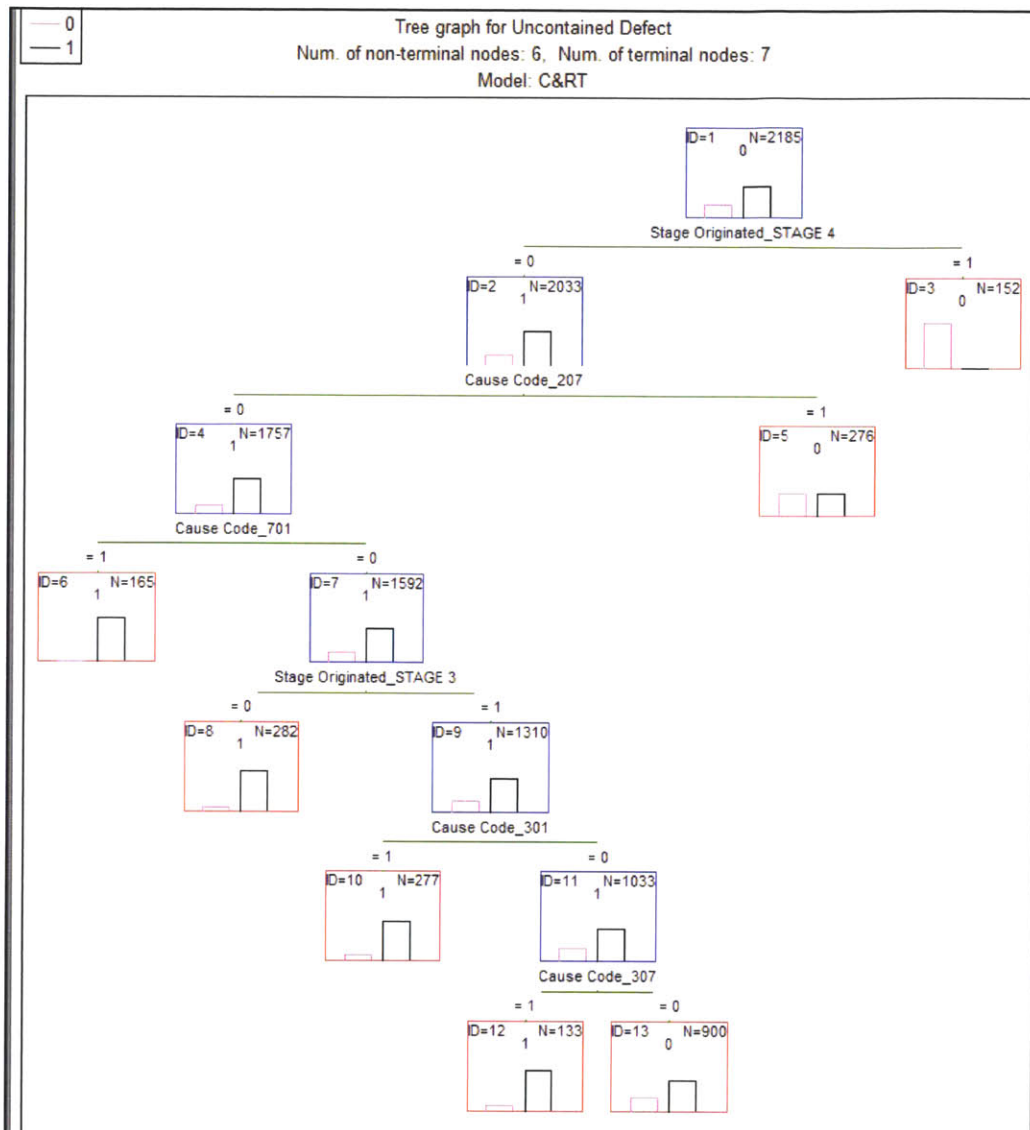 0
1
Tree graph for Uncontained Defect
Num. of non-terminal nodes: 6, Num. of terminal nodes: 7
Model: C&RT
ID=1 N=2185
0
Stage Originated_STAGE 4
= 0 = 1
ID=2 N=2033 ID=3 N=152
1 0
Cause Code_207
= 0 = 1
ID=4 N=1757 ID=5 N=276
1 0
Cause Code_701
= 1 = 0
ID=6 N=165 ID=7 N=1592
1 1
Stage Originated_STAGE 3
= 0 = 1
ID=8 N=282 ID=9 N=1310
1 1
Cause Code_301
= 1 = 0
ID=10 N=277 ID=11 N=1033
1 1
Cause Code_307
= 1 = 0
ID=12 N=133 ID=13 N=900
1 0